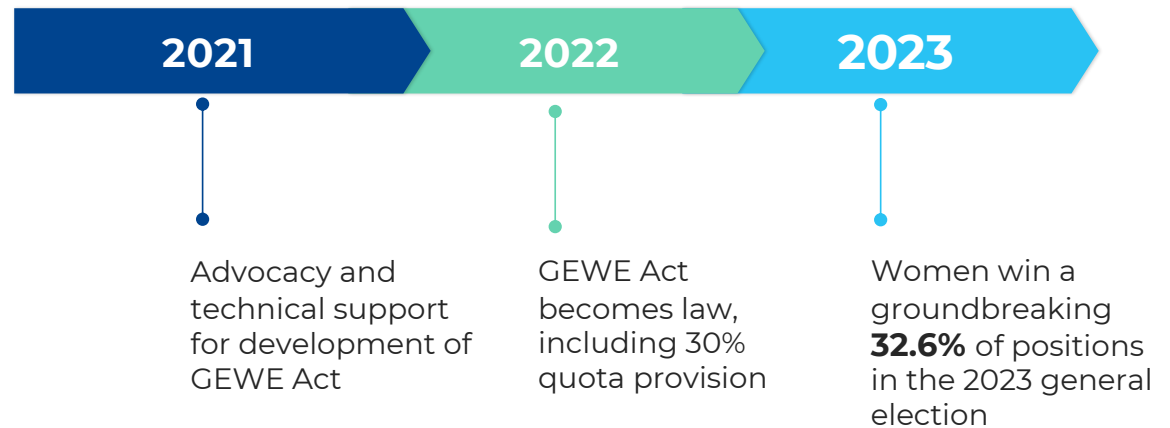 2021
2022
2023
Advocacy and
technical support
for development of
GEWE Act
GEWE Act
becomes law,
including 30%
quota provision
Women win a
groundbreaking
32.6% of positions
in the 2023 general
election